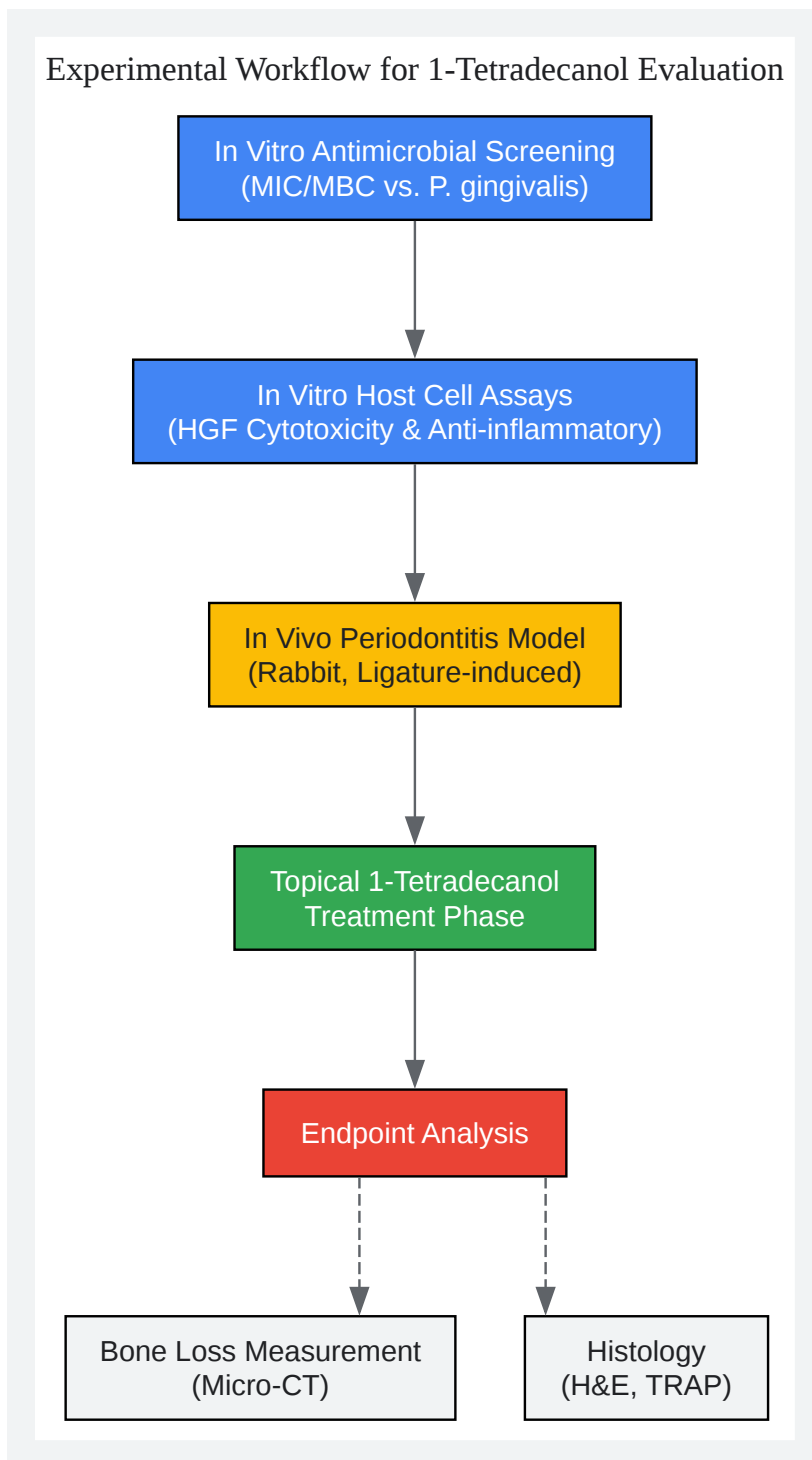 Experimental Workflow for 1-Tetradecanol Evaluation
In Vitro Antimicrobial Screening
(MIC/MBC vs. P. gingivalis)
In Vitro Host Cell Assays
(HGF Cytotoxicity & Anti-inflammatory)
In Vivo Periodontitis Model
(Rabbit, Ligature-induced)
Topical 1-Tetradecanol
Treatment Phase
Endpoint Analysis
Bone Loss Measurement
(Micro-CT)
Histology
(H&E, TRAP)